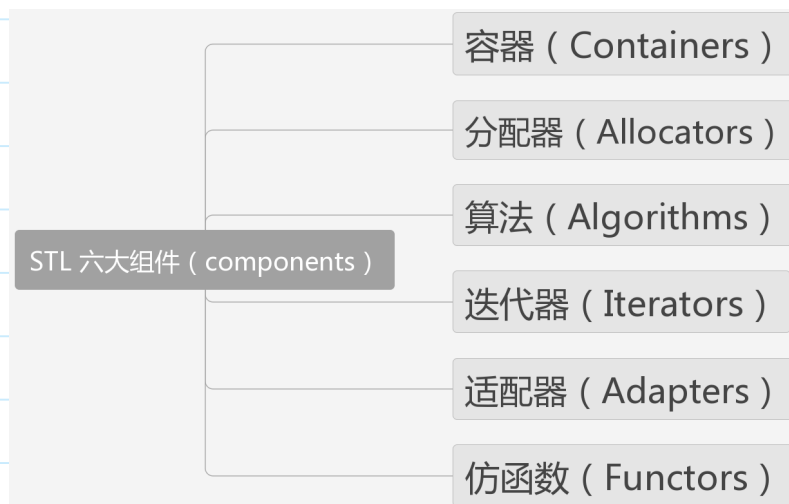 容器（Containers）
分配器（Allocators）
算法（Algorithms）
STL 六大组件（components）
迭代器（Iterators）
适配器（Adapters）
仿函数（Functors）